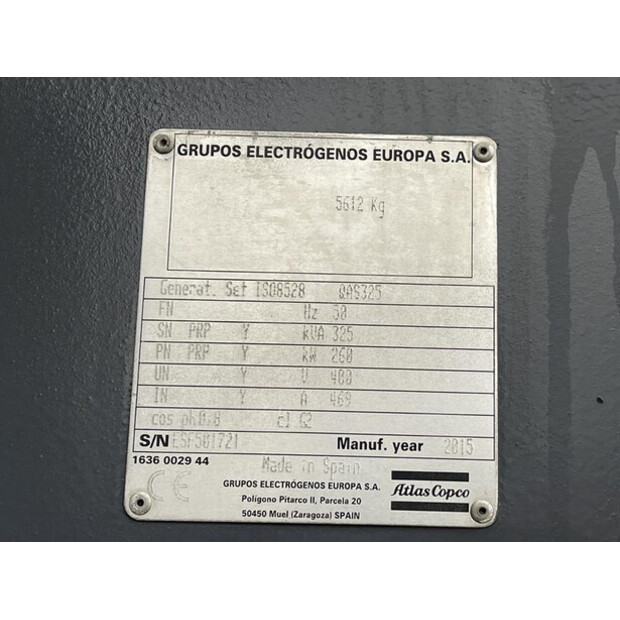 GRUPOS ELECTRÓGENOS EUROPA S.A.
5612 Kg
Generat. Set ISO8528 QAS325
FN Hz 50
SN PRP Y kVA 325
PN PRP Y kW 260
UN Y V 400
IN Y A 469
cos ph0.8 cl G2
S/N ESF501721 Manuf. year 2015
1636 0029 44
Made in Spain
CE
GRUPOS ELECTRÓGENOS EUROPA S.A.
Polígono Pitarco II, Parcela 20
50450 Muel (Zaragoza) SPAIN
Atlas Copco